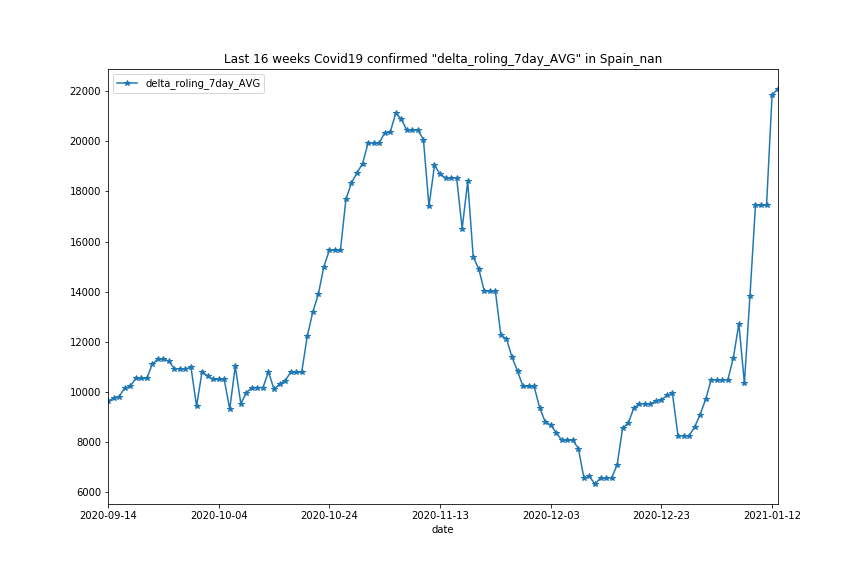 Last 16 weeks Covid19 confirmed "delta_roling_7day_AVG" in Spain_nan
delta_roling_7day_AVG
22000
20000
18000
16000
14000
12000
10000
8000
6000
2020-09-14 2020-10-04 2020-10-24 2020-11-13 2020-12-03 2020-12-23 2021-01-12
date